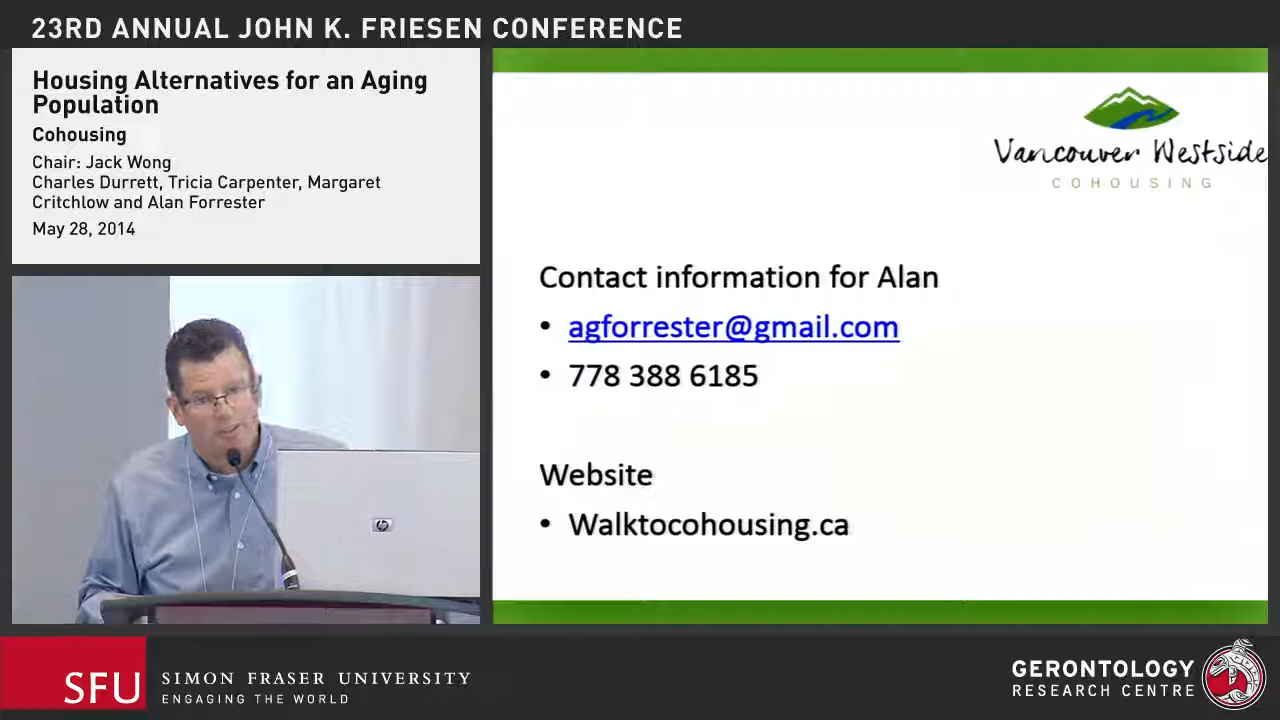 23RD ANNUAL JOHN K. FRIESEN CONFERENCE
Housing Alternatives for an Aging
Population
Cohousing
Chair: Jack Wong
Charles Durrett, Tricia Carpenter, Margaret
Critchlow and Alan Forrester
May 28, 2014
Vancouver Westside
COHOUSING
Contact information for Alan
• agforrester@gmail.com
• 778 388 6185
Website
• Walktocohousing.ca
hp
SFU
SIMON FRASER UNIVERSITY
ENGAGING THE WORLD
GERONTOLOGY
RESEARCH CENTRE